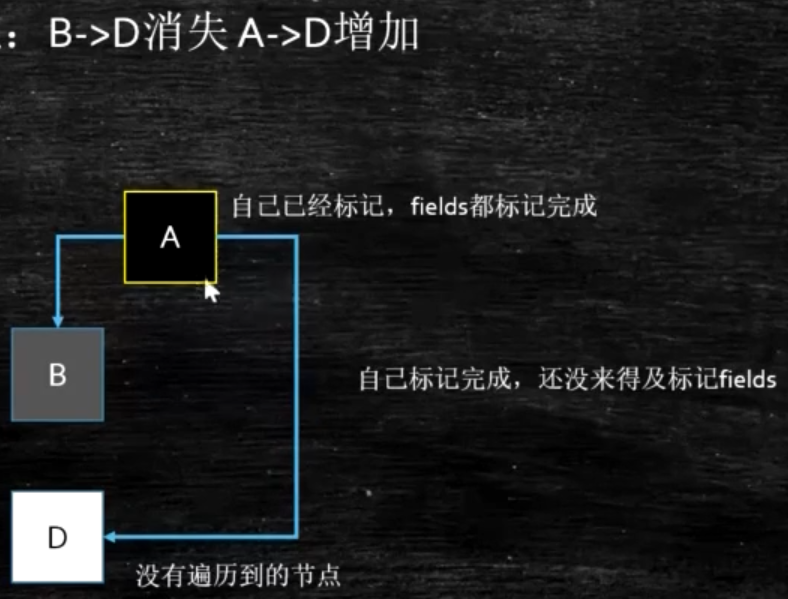 : B->D消失 A->D增加
自己已经标记，fields都标记完成
A
B
自己标记完成，还没来得及标记fields
D
没有遍历到的节点